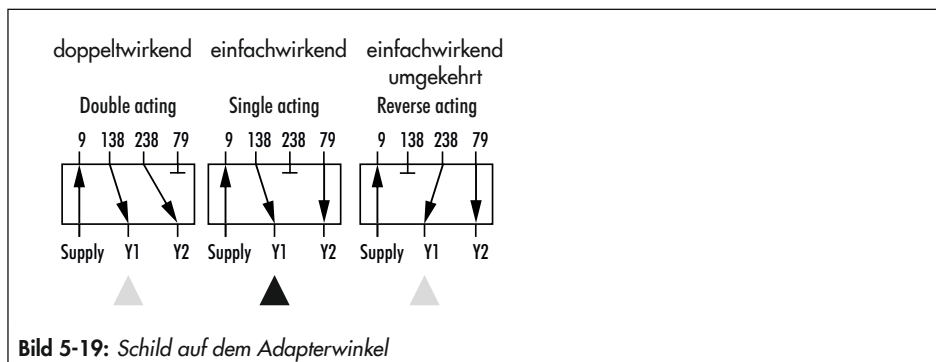 doppeltwirkend einfachwirkend einfachwirkend
umgekehrt
Double acting Single acting Reverse acting
9 138 238 79 9 138 238 79 9 138 238 79
Supply Y1 Y2 Supply Y1 Y2 Supply Y1 Y2
Bild 5-19: Schild auf dem Adapterwinkel